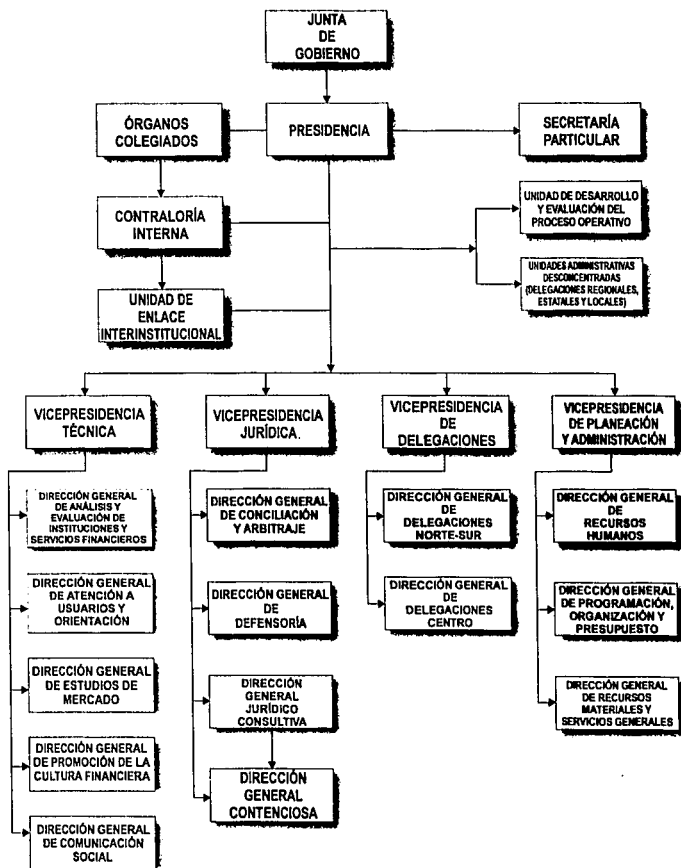 JUNTA
DE
GOBIERNO
ÓRGANOS
COLEGIADOS
PRESIDENCIA
SECRETARÍA
PARTICULAR
CONTRALORÍA
INTERNA
UNIDAD DE DESARROLLO
Y EVALUACIÓN DEL
PROCESO OPERATIVO
UNIDADES ADMINISTRATIVAS
DESCONCENTRADAS
(DELEGACIONES REGIONALES,
ESTATALES Y LOCALES)
UNIDAD DE
ENLACE
INTERINSTITUCIONAL
VICEPRESIDENCIA
TÉCNICA
VICEPRESIDENCIA
JURÍDICA.
VICEPRESIDENCIA
DE
DELEGACIONES
VICEPRESIDENCIA
DE PLANEACIÓN
Y ADMINISTRACIÓN
DIRECCIÓN GENERAL
DE ANÁLISIS Y
EVALUACIÓN DE
INSTITUCIONES Y
SERVICIOS FINANCIEROS
DIRECCIÓN GENERAL
DE ATENCIÓN A
USUARIOS Y
ORIENTACIÓN
DIRECCIÓN GENERAL
DE ESTUDIOS DE
MERCADO
DIRECCIÓN GENERAL
DE PROMOCIÓN DE LA
CULTURA FINANCIERA
DIRECCIÓN GENERAL
DE COMUNICACIÓN
SOCIAL
DIRECCIÓN GENERAL
DE CONCILIACIÓN
Y ARBITRAJE
DIRECCIÓN GENERAL
DE
DEFENSORÍA
DIRECCIÓN
GENERAL
JURÍDICO
CONSULTIVA
DIRECCIÓN
GENERAL
CONTENCIOSA
DIRECCIÓN GENERAL
DE
DELEGACIONES
NORTE-SUR
DIRECCIÓN GENERAL
DE
DELEGACIONES
CENTRO
DIRECCIÓN GENERAL
DE
RECURSOS
HUMANOS
DIRECCIÓN GENERAL
DE PROGRAMACIÓN,
ORGANIZACIÓN Y
PRESUPUESTO
DIRECCIÓN GENERAL
DE RECURSOS
MATERIALES Y
SERVICIOS GENERALES